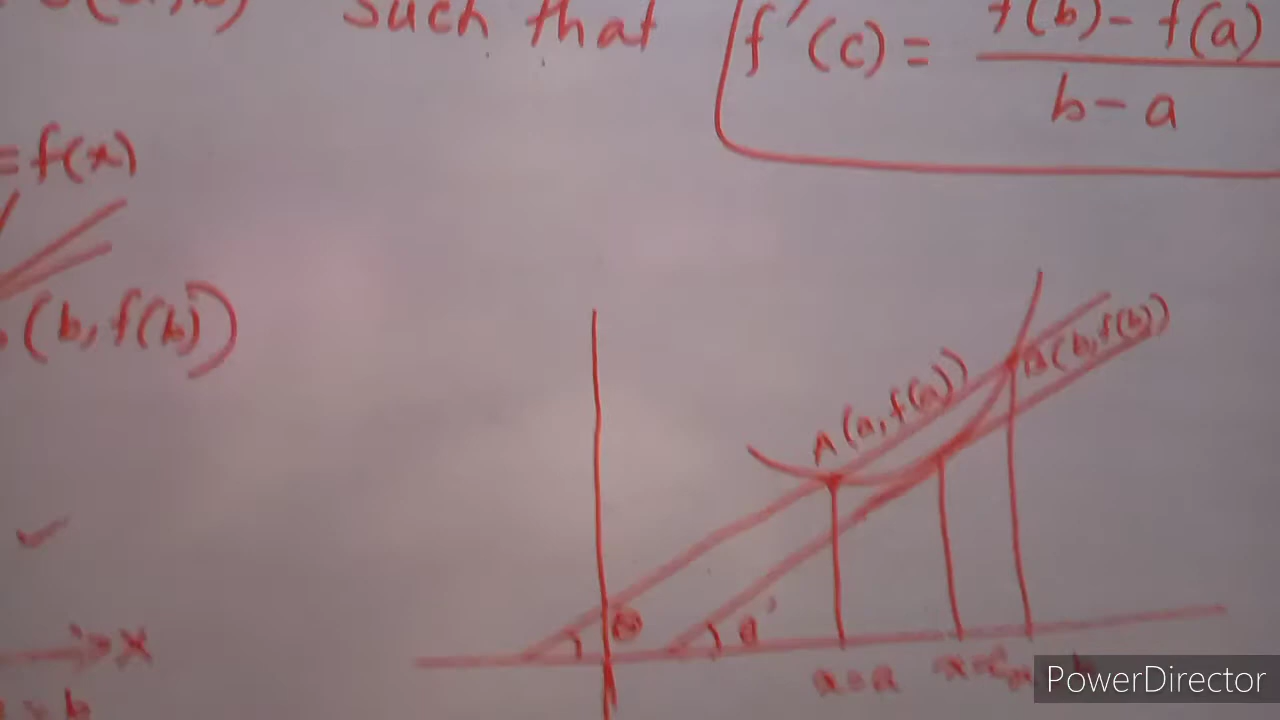 such that f'(c) = f(b) - f(a)
b - a
= f(x)
(b, f(b))
A (a, f(a))
B (b, f(b))
θ
θ'
x
x = a
x = c
= b
PowerDirector